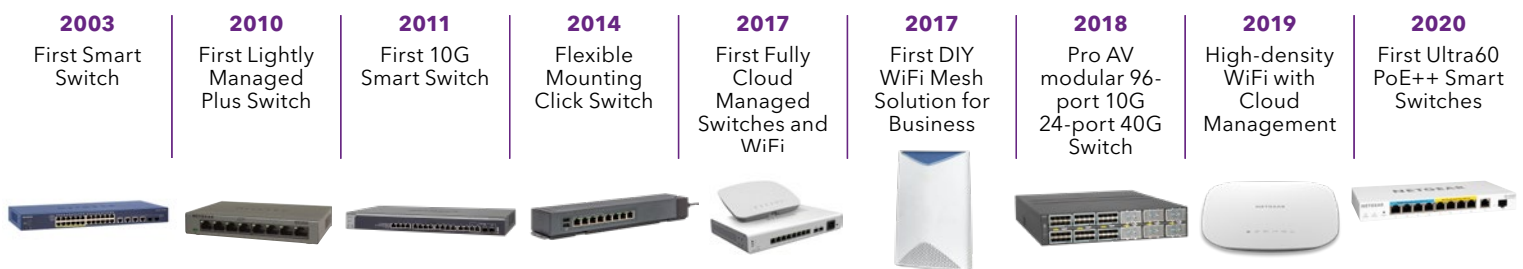 2003
First Smart
Switch
2010
First Lightly
Managed
Plus Switch
2011
First 10G
Smart Switch
2014
Flexible
Mounting
Click Switch
2017
First Fully
Cloud
Managed
Switches and
WiFi
2017
First DIY
WiFi Mesh
Solution for
Business
2018
Pro AV
modular 96-
port 10G
24-port 40G
Switch
2019
High-density
WiFi with
Cloud
Management
2020
First Ultra60
PoE++ Smart
Switches
NETGEAR
NETGEAR
NETGEAR
NETGEAR